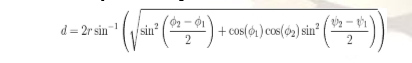 d = 2r sin⁻¹ ( √( sin² ( (ϕ₂ − ϕ₁) / 2 ) + cos(ϕ₁) cos(ϕ₂) sin² ( (ψ₂ − ψ₁) / 2 ) ) )